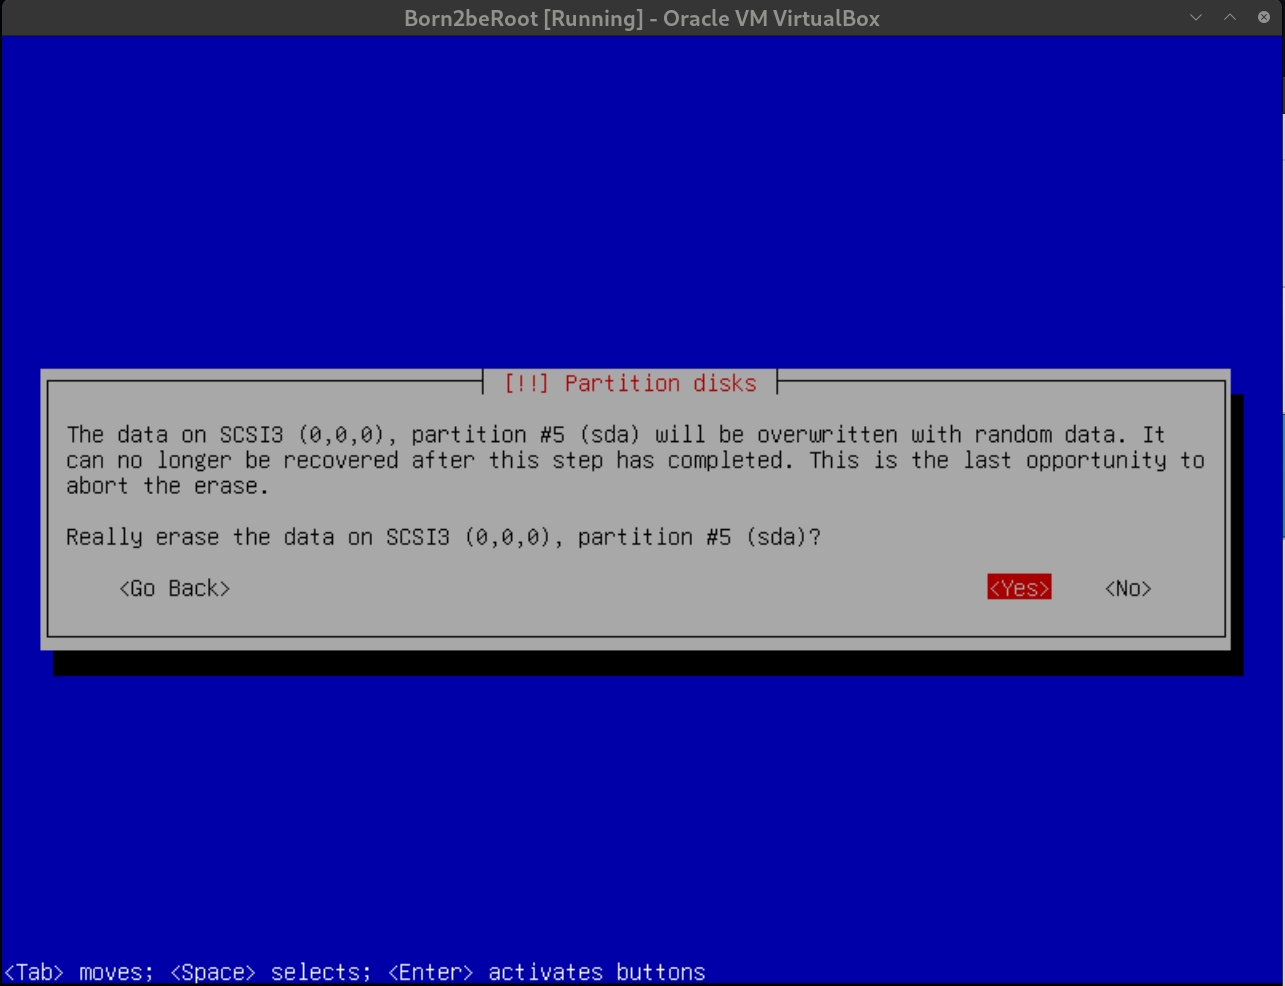 Born2beRoot [Running] - Oracle VM VirtualBox
[!!] Partition disks
The data on SCSI3 (0,0,0), partition #5 (sda) will be overwritten with random data. It
can no longer be recovered after this step has completed. This is the last opportunity to
abort the erase.
Really erase the data on SCSI3 (0,0,0), partition #5 (sda)?
<Go Back> <Yes> <No>
<Tab> moves; <Space> selects; <Enter> activates buttons